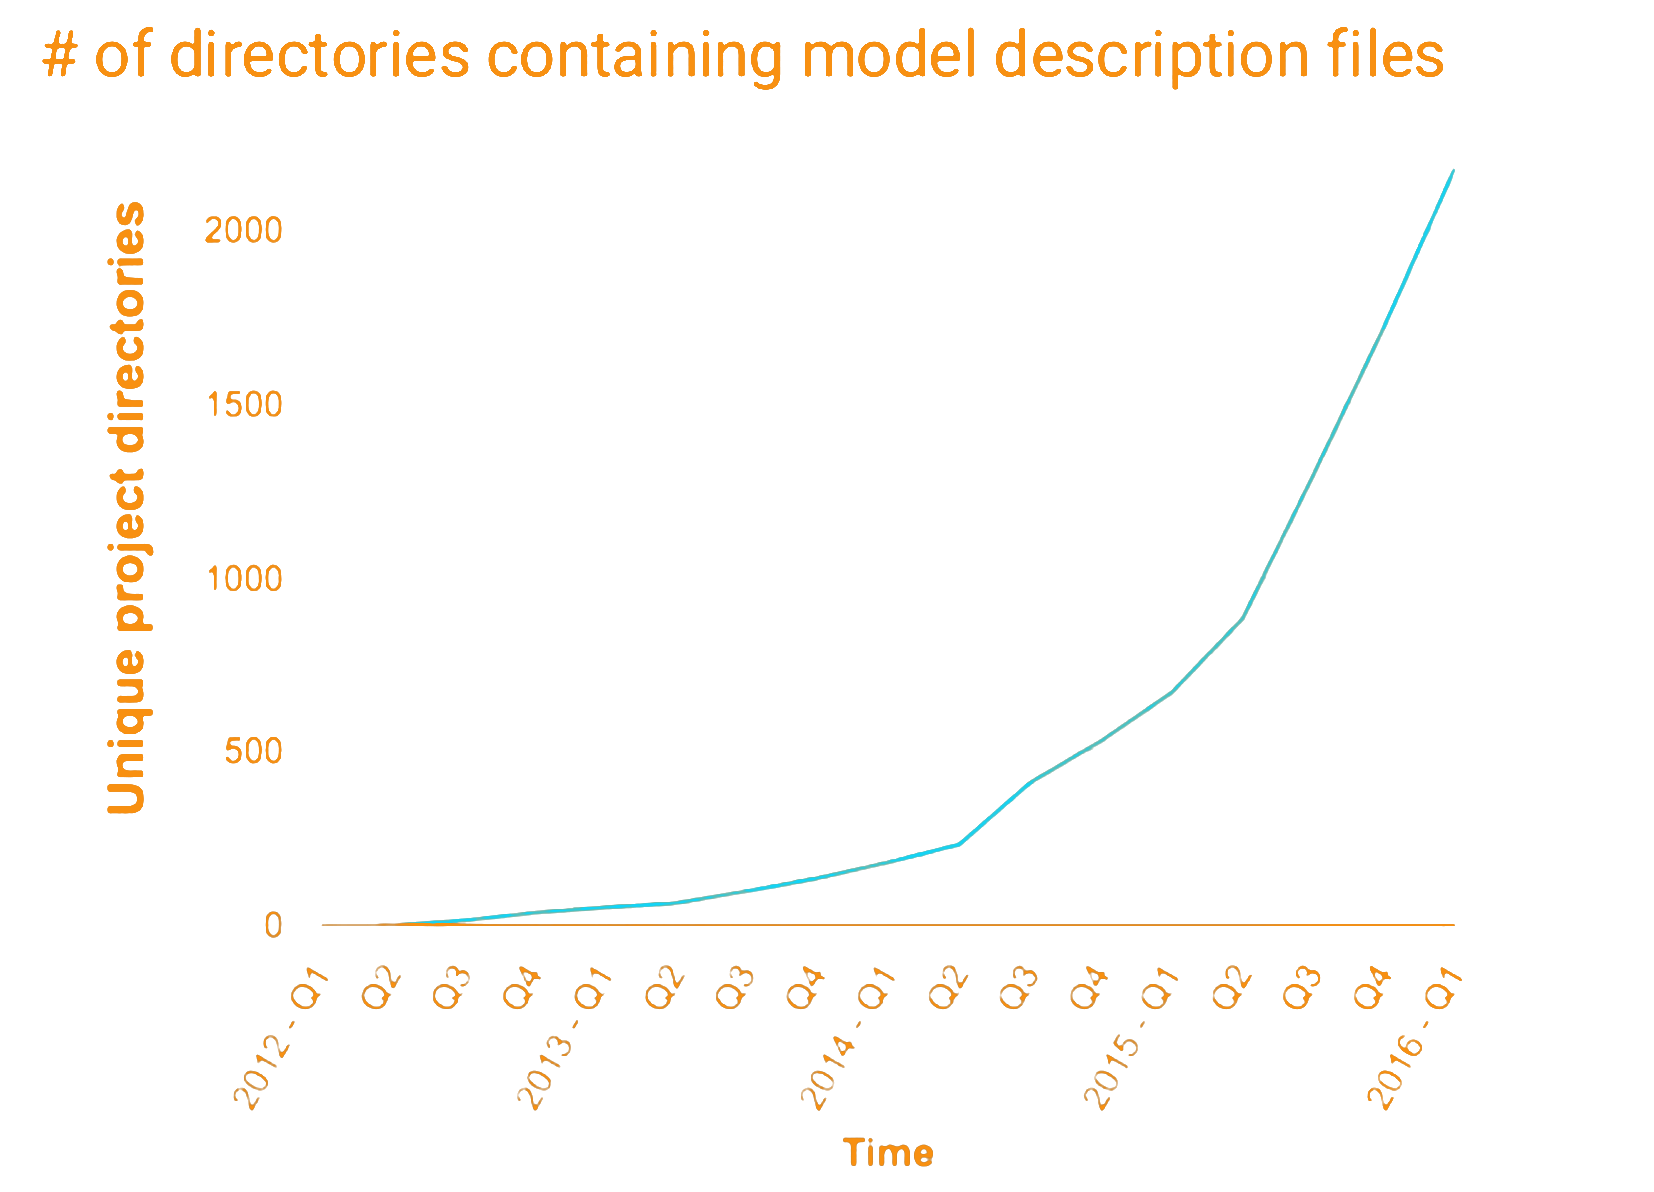 # of directories containing model description files
Unique project directories
2000
1500
1000
500
0
2012 - Q1
Q2
Q3
Q4
2013 - Q1
Q2
Q3
Q4
2014 - Q1
Q2
Q3
Q4
2015 - Q1
Q2
Q3
Q4
2016 - Q1
Time